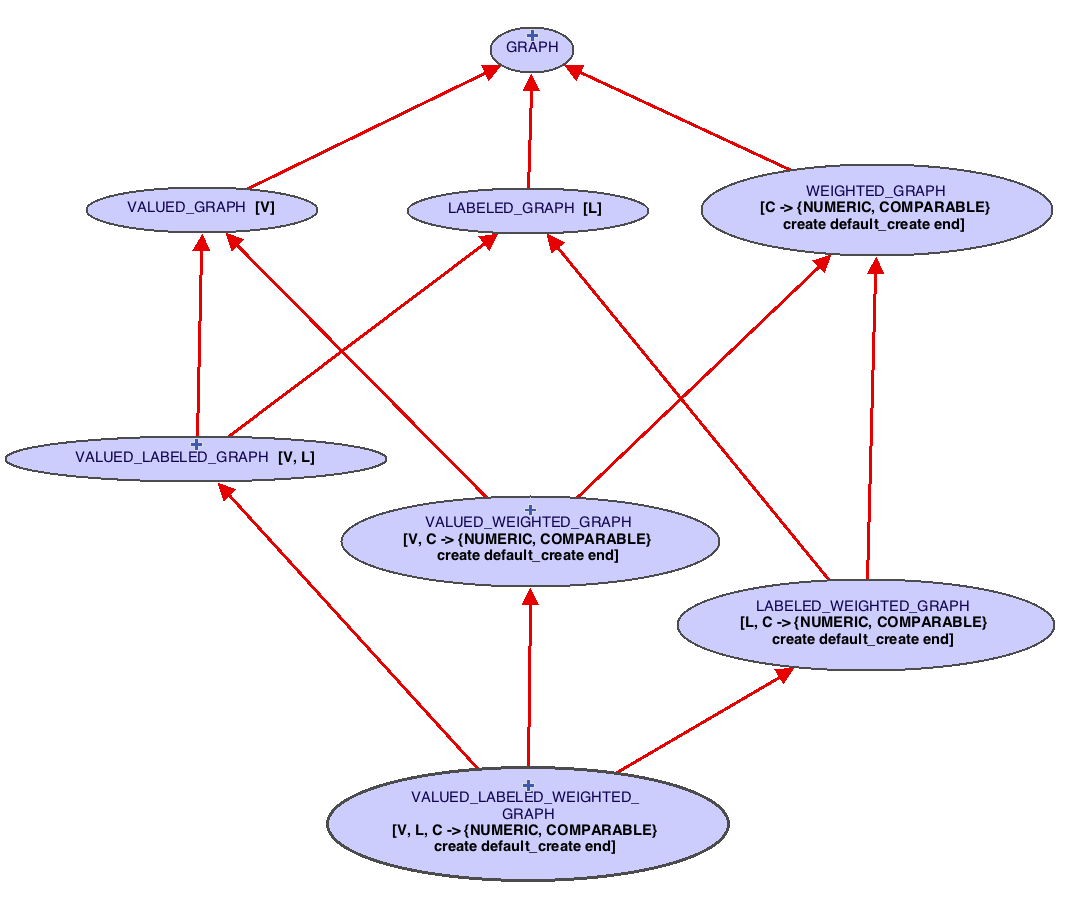 +
GRAPH
VALUED_GRAPH [V]
LABELED_GRAPH [L]
WEIGHTED_GRAPH
[C -> {NUMERIC, COMPARABLE}
create default_create end]
+
VALUED_LABELED_GRAPH [V, L]
+
VALUED_WEIGHTED_GRAPH
[V, C -> {NUMERIC, COMPARABLE}
create default_create end]
LABELED_WEIGHTED_GRAPH
[L, C -> {NUMERIC, COMPARABLE}
create default_create end]
+
VALUED_LABELED_WEIGHTED_
GRAPH
[V, L, C -> {NUMERIC, COMPARABLE}
create default_create end]